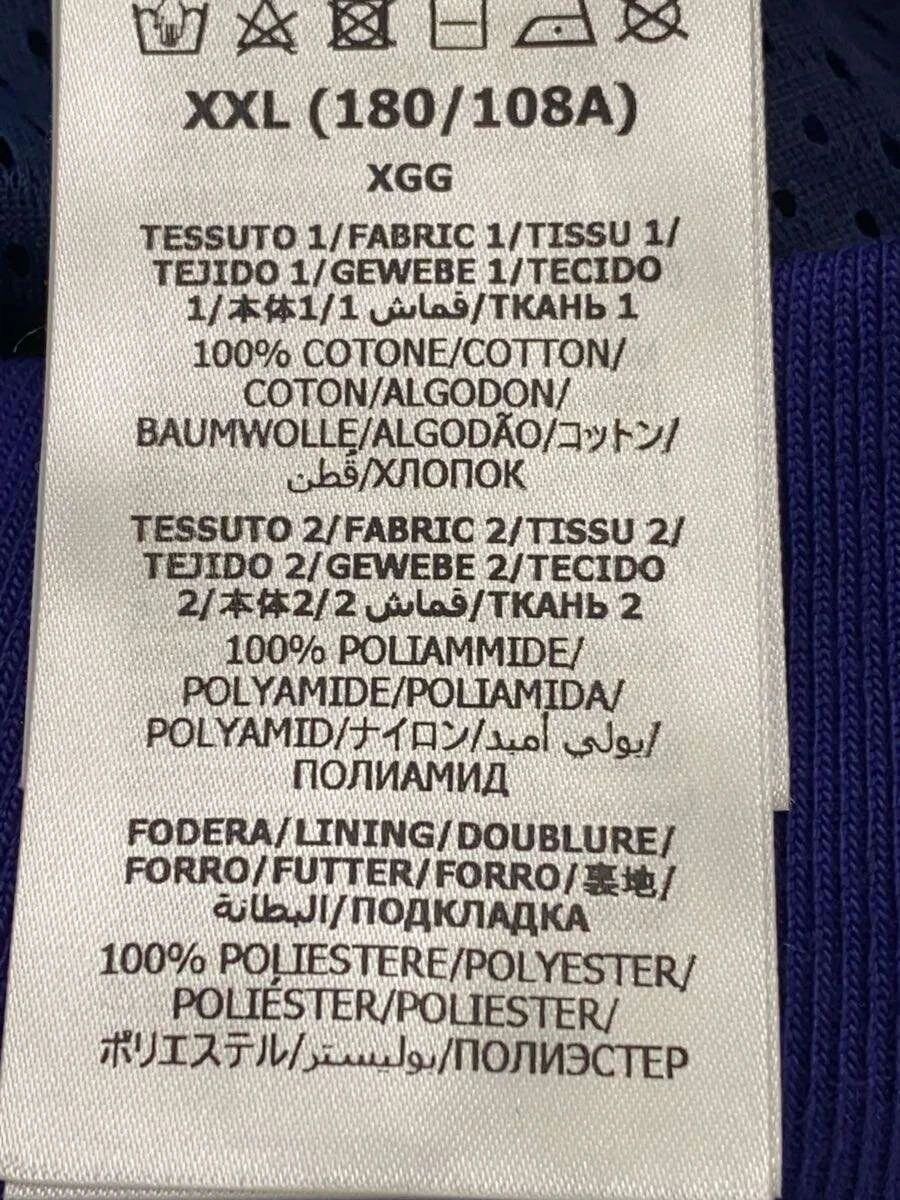 XXL (180/108A)
XGG
TESSUTO 1/FABRIC 1/TISSU 1/
TEJIDO 1/GEWEBE 1/TECIDO
1/本体1/1 قماش/ТКАНЬ 1
100% COTONE/COTTON/
COTON/ALGODON/
BAUMWOLLE/ALGODÃO/コットン/
قُطن/ХЛОПОК
TESSUTO 2/FABRIC 2/TISSU 2/
TEJIDO 2/GEWEBE 2/TECIDO
2/本体2/2 قماش/ТКАНЬ 2
100% POLIAMMIDE/
POLYAMIDE/POLIAMIDA/
POLYAMID/ナイロン/بولي أميد/
ПОЛИАМИД
FODERA/LINING/DOUBLURE/
FORRO/FUTTER/FORRO/裏地/
البطانة/ПОДКЛАДКА
100% POLIESTERE/POLYESTER/
POLIÉSTER/POLIESTER/
ポリエステル/بوليستر/ПОЛИЭСТЕР